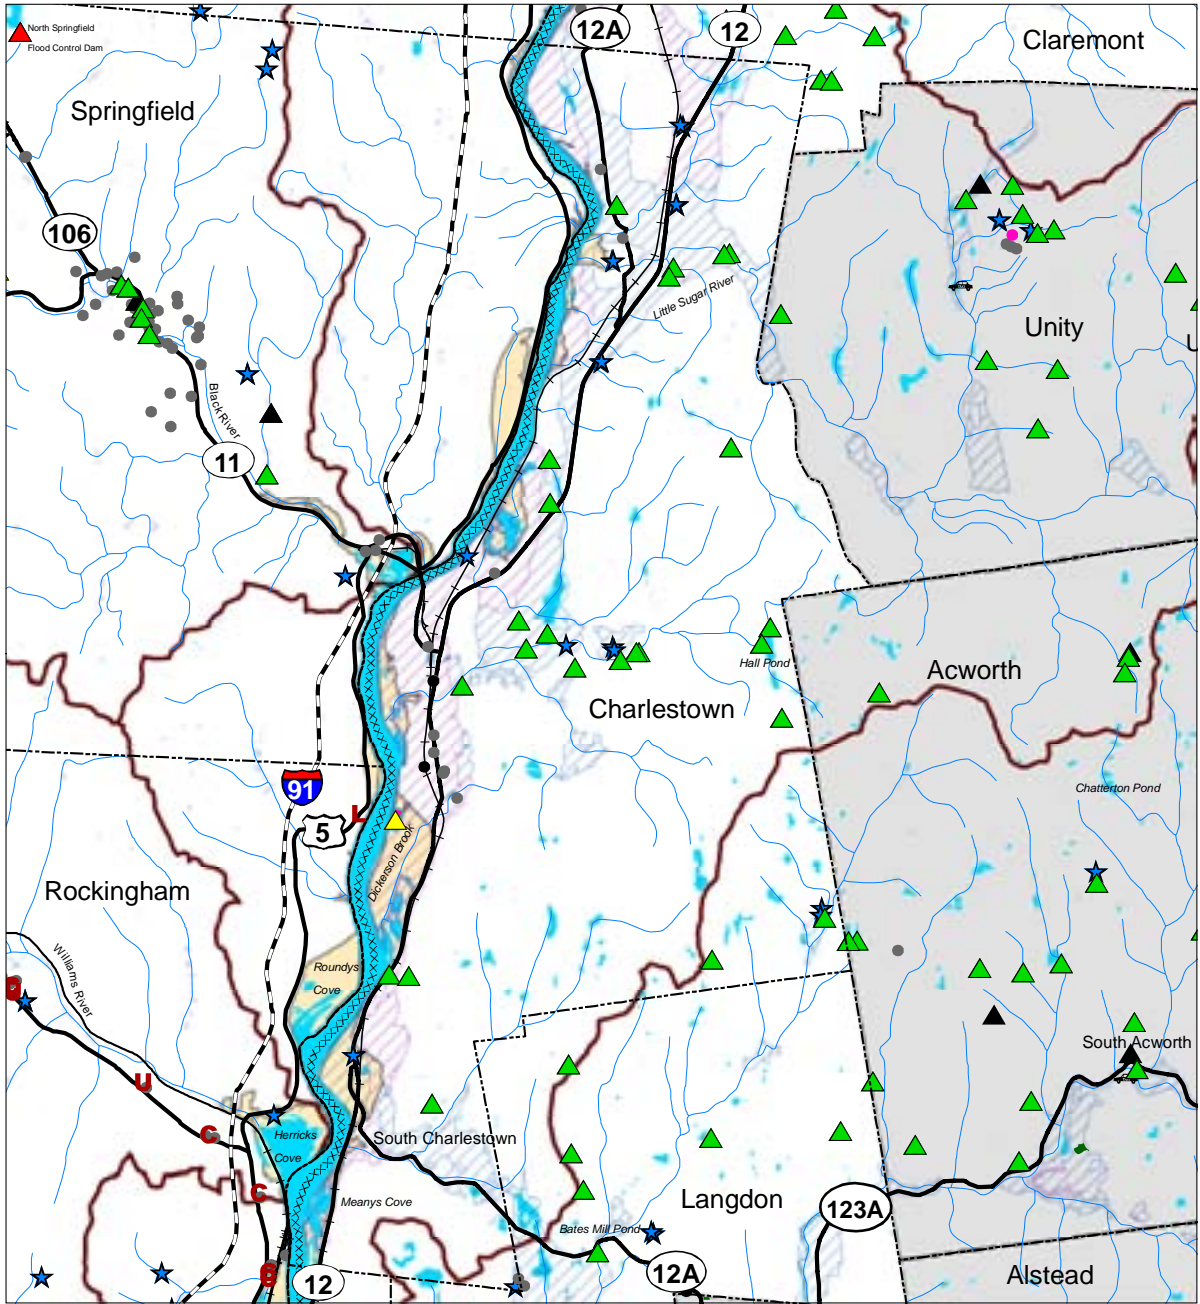 North Springfield
Flood Control Dam
12A
12
Claremont
Springfield
106
Little Sugar River
Unity
U
Black River
11
Hall Pond
Acworth
Charlestown
91
5
L
Chatterton Pond
Dickerson Brook
Rockingham
Williams River
Roundys
Cove
South Acworth
U
C
Herricks
Cove
South Charlestown
C
Meanys Cove
Langdon
123A
Bates Mill Pond
12
12A
Alstead